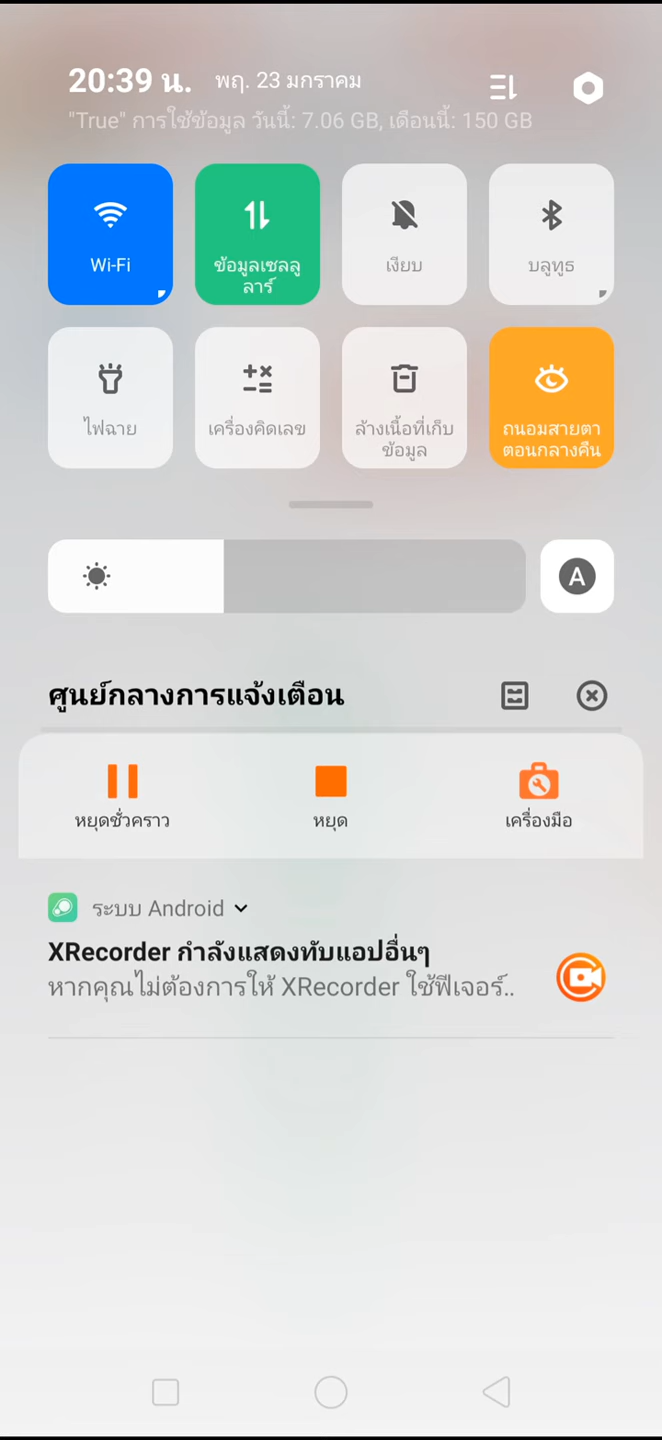 20:39 น. พฤ. 23 มกราคม
"True" การใช้ข้อมูล วันนี้: 7.06 GB, เดือนนี้: 150 GB
Wi-Fi
ข้อมูลเซลลู
ลาร์
เงียบ
บลูทูธ
ไฟฉาย
เครื่องคิดเลข
ล้างเนื้อที่เก็บ
ข้อมูล
ถนอมสายตา
ตอนกลางคืน
A
ศูนย์กลางการแจ้งเตือน
หยุดชั่วคราว
หยุด
เครื่องมือ
ระบบ Android
XRecorder กำลังแสดงทับแอปอื่นๆ
หากคุณไม่ต้องการให้ XRecorder ใช้ฟีเจอร์..